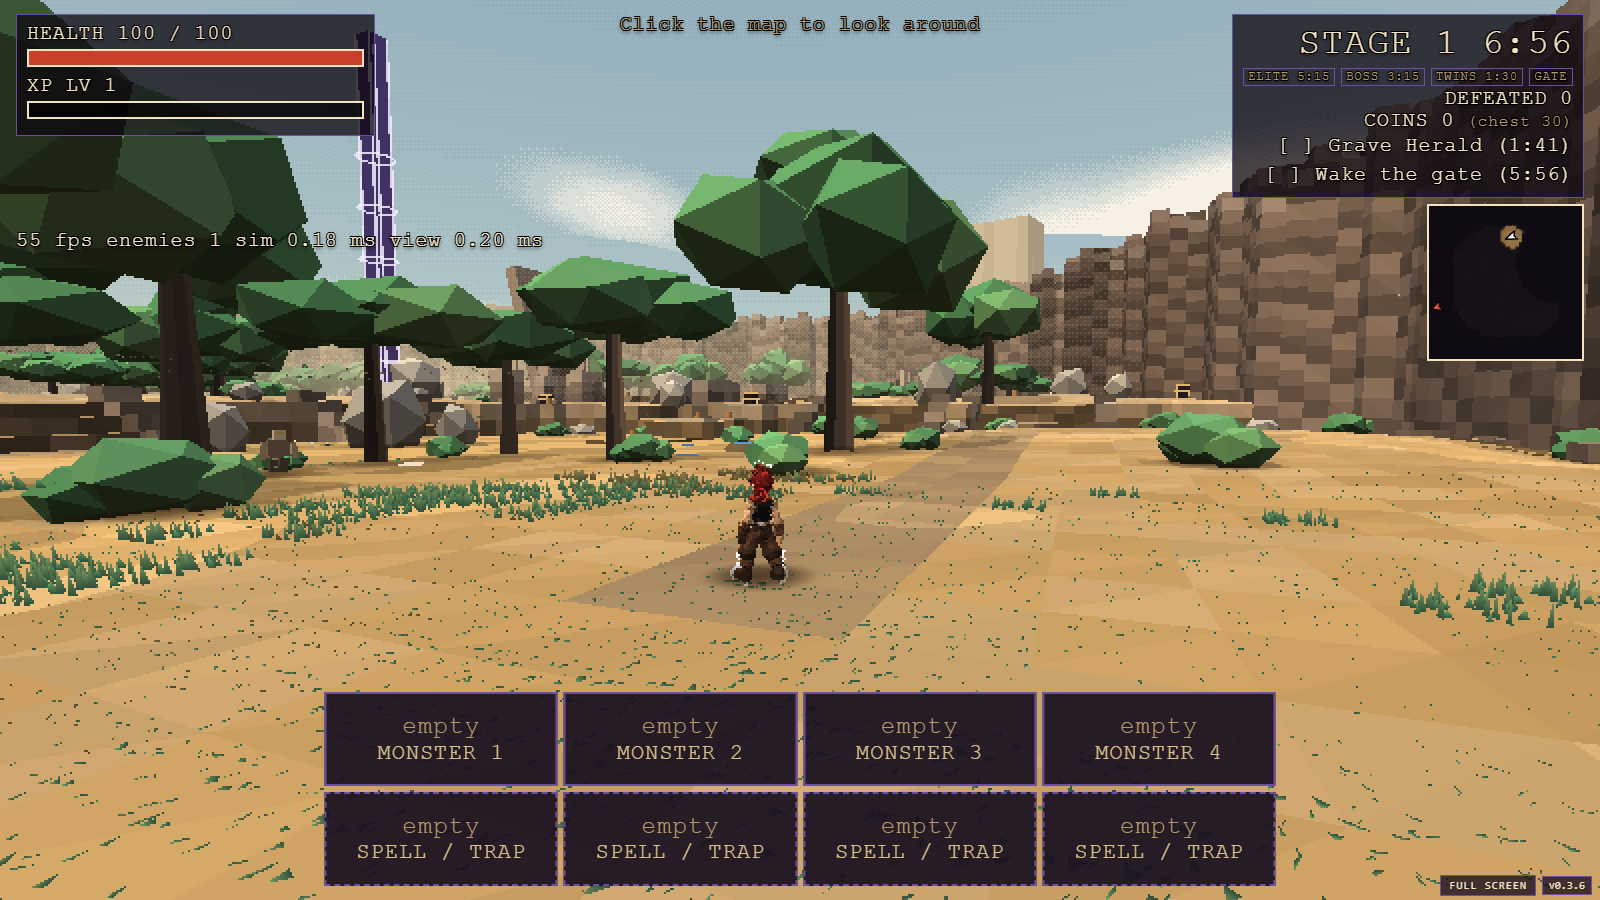 HEALTH 100 / 100
XP LV 1
Click the map to look around
STAGE 1 6:56
ELITE 5:15 BOSS 3:15 TWINS 1:30 GATE
DEFEATED 0
COINS 0 (chest 30)
[ ] Grave Herald (1:41)
[ ] Wake the gate (5:56)
55 fps enemies 1 sim 0.18 ms view 0.20 ms
empty empty empty empty
MONSTER 1 MONSTER 2 MONSTER 3 MONSTER 4
empty empty empty empty
SPELL / TRAP SPELL / TRAP SPELL / TRAP SPELL / TRAP
FULL SCREEN v0.3.6